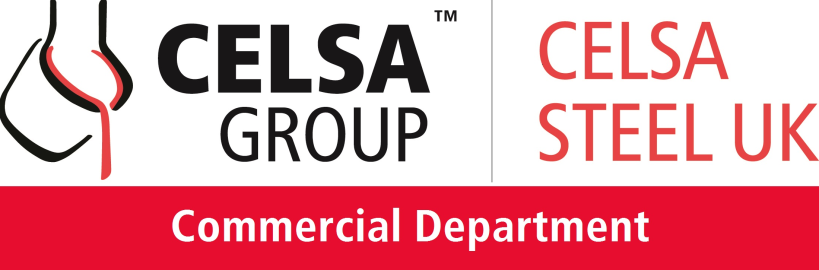 CELSA™
GROUP
CELSA
STEEL UK
Commercial Department